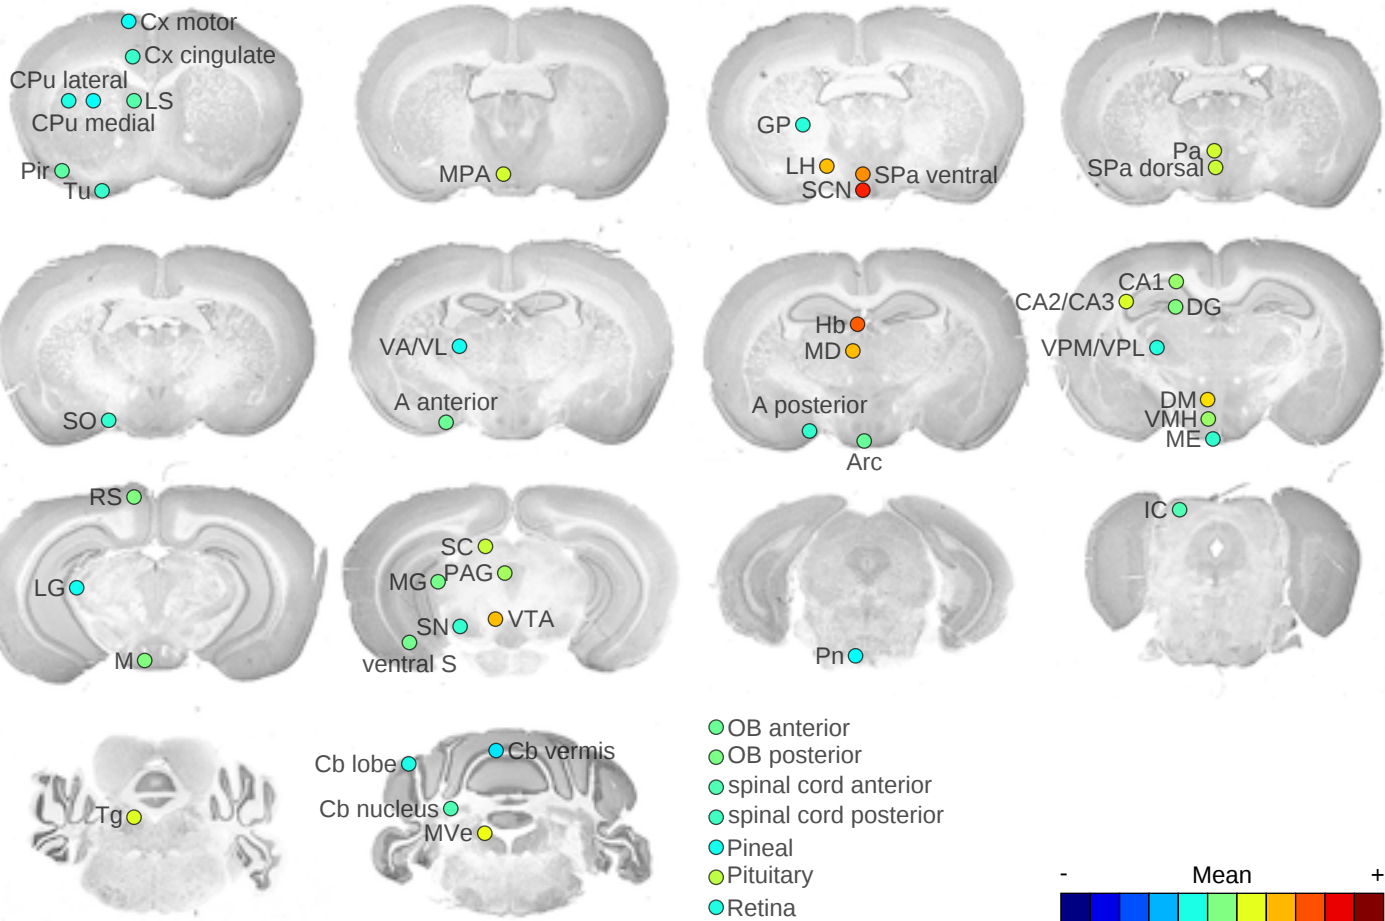 Cx motor
Cx cingulate
CPu lateral
LS
CPu medial
Pir
Tu
MPA
GP
LH
SPa ventral
SCN
Pa
SPa dorsal
SO
VA/VL
A anterior
Hb
MD
A posterior
Arc
CA1
CA2/CA3
DG
VPM/VPL
DM
VMH
ME
RS
LG
M
SC
MG
PAG
SN
VTA
ventral S
Pn
IC
Tg
Cb lobe
Cb vermis
Cb nucleus
MVe
OB anterior
OB posterior
spinal cord anterior
spinal cord posterior
Pineal
Pituitary
Retina
- Mean +